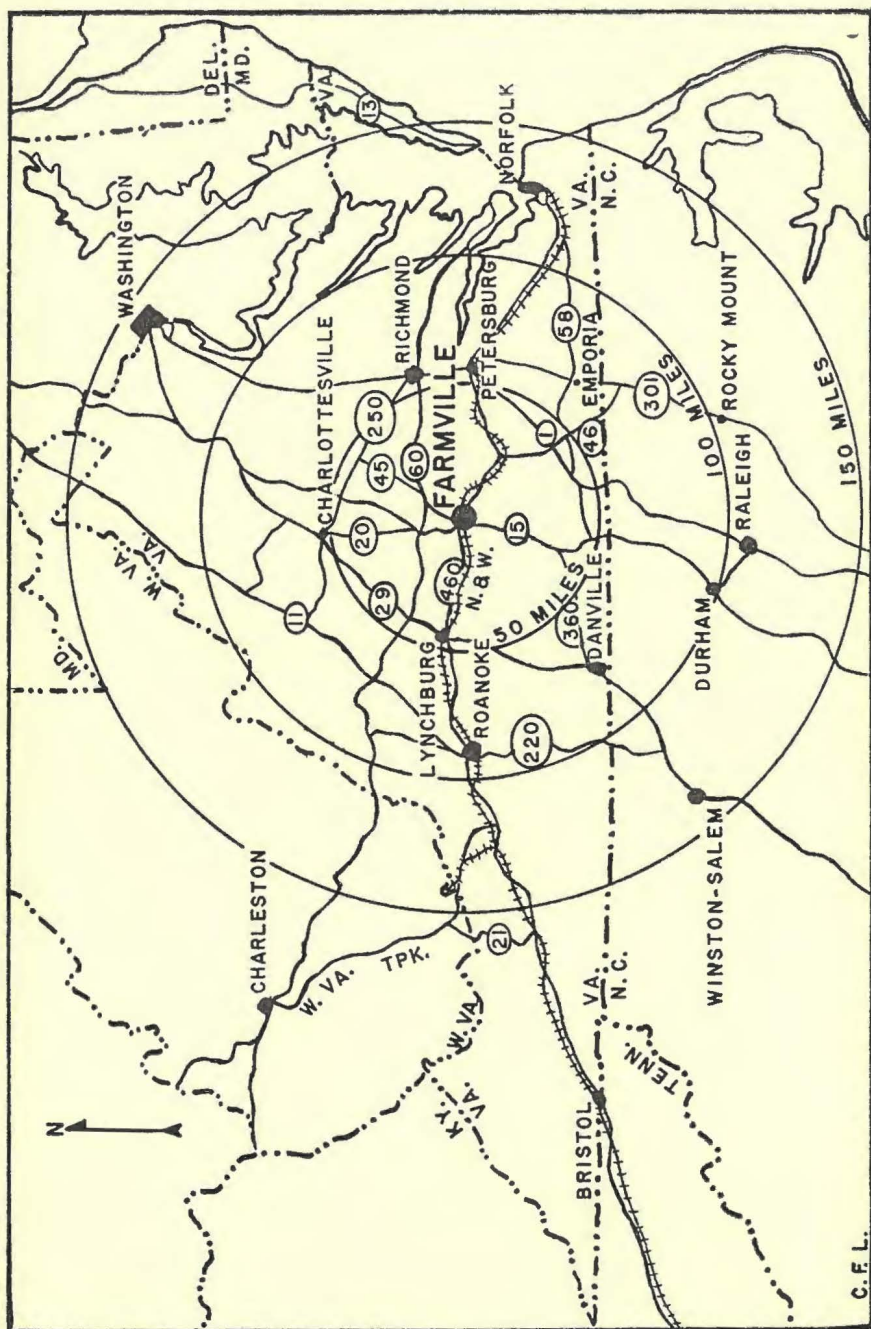 N
DEL.
MD.
VA.
13
WASHINGTON
W. VA.
VA.
MD.
CHARLESTON
W. VA. TPK.
CHARLOTTESVILLE
250
RICHMOND
45
60
20
29
11
FARMVILLE
PETERSBURG
NORFOLK
LYNCHBURG
460
N. & W.
ROANOKE
15
1
58
50 MILES
360
DANVILLE
46
EMPORIA
VA.
N.C.
220
301
100 MILES
ROCKY MOUNT
RALEIGH
DURHAM
150 MILES
WINSTON-SALEM
21
W. VA.
KY.
VA.
VA.
N.C.
TENN.
BRISTOL
C.F.L.